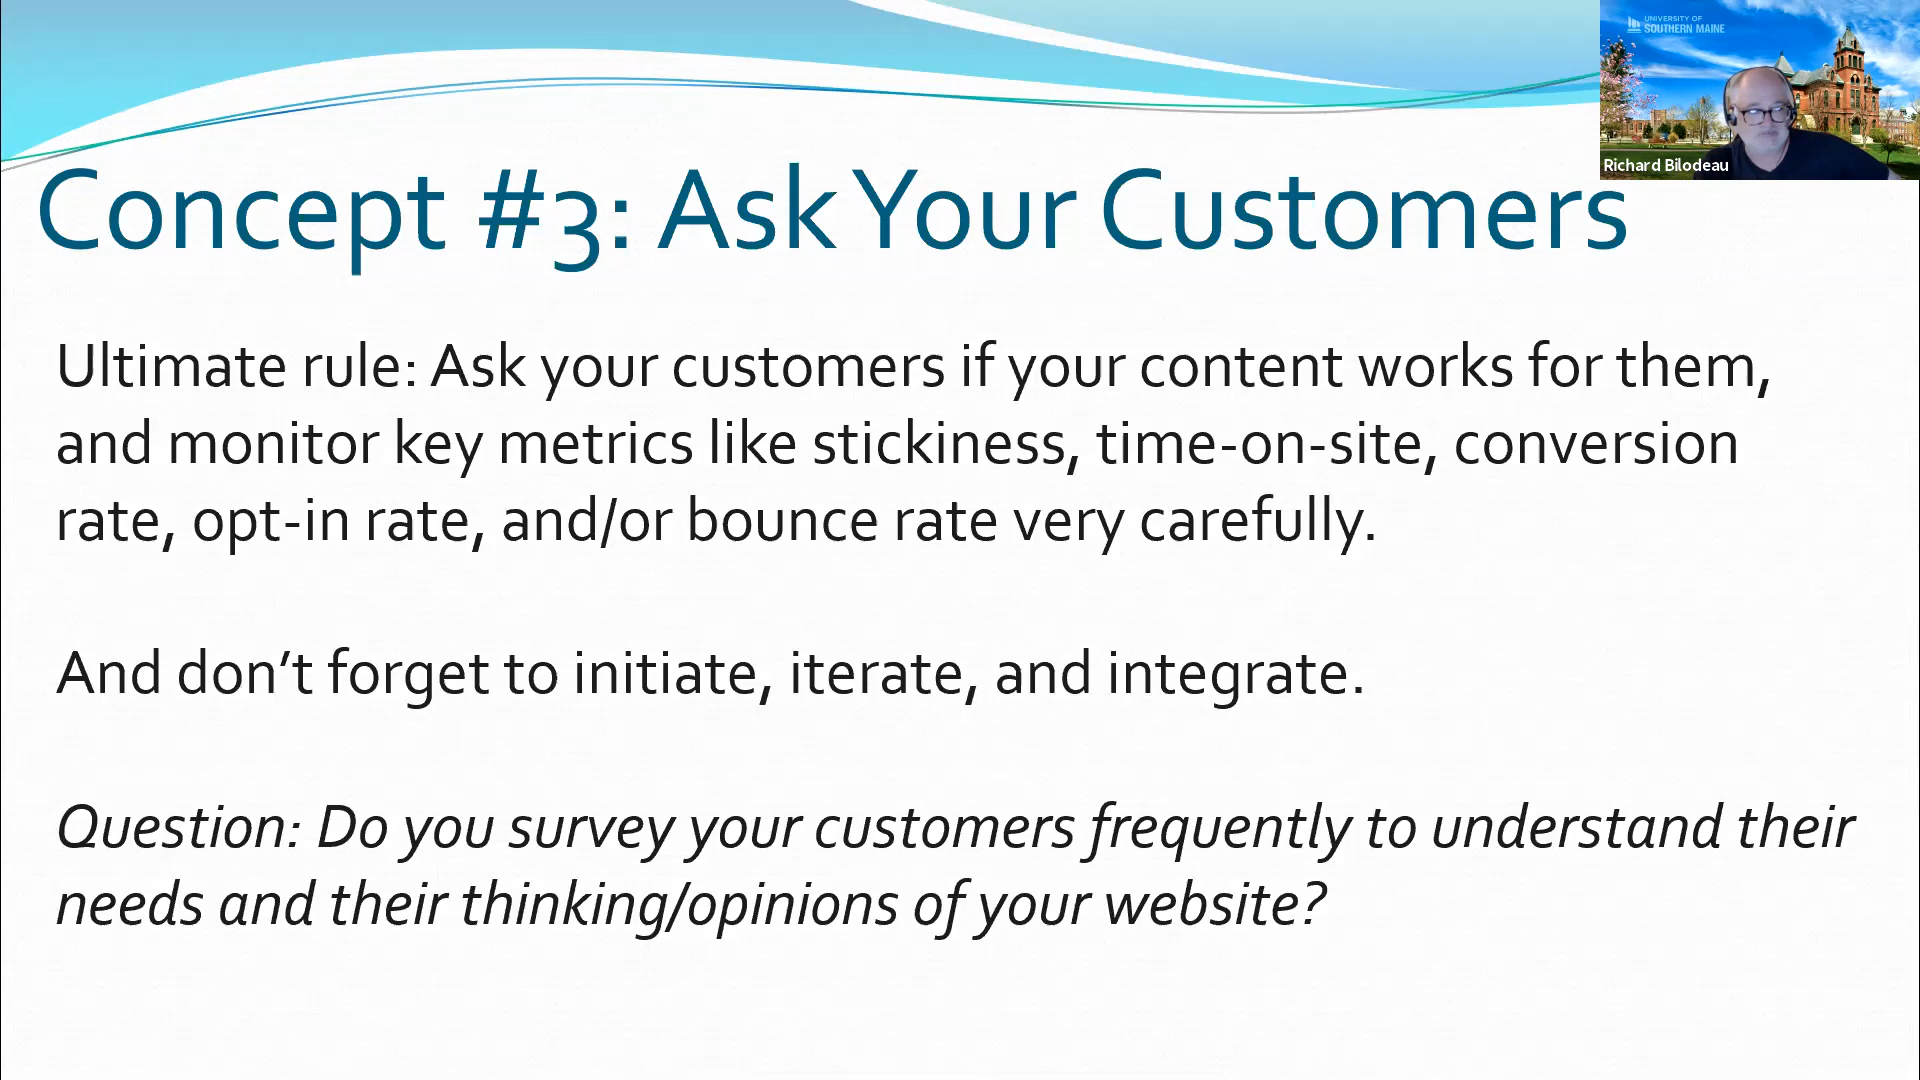 UNIVERSITY OF
SOUTHERN MAINE
Richard Bilodeau
Concept #3: Ask Your Customers
Ultimate rule: Ask your customers if your content works for them,
and monitor key metrics like stickiness, time-on-site, conversion
rate, opt-in rate, and/or bounce rate very carefully.
And don’t forget to initiate, iterate, and integrate.
Question: Do you survey your customers frequently to understand their
needs and their thinking/opinions of your website?